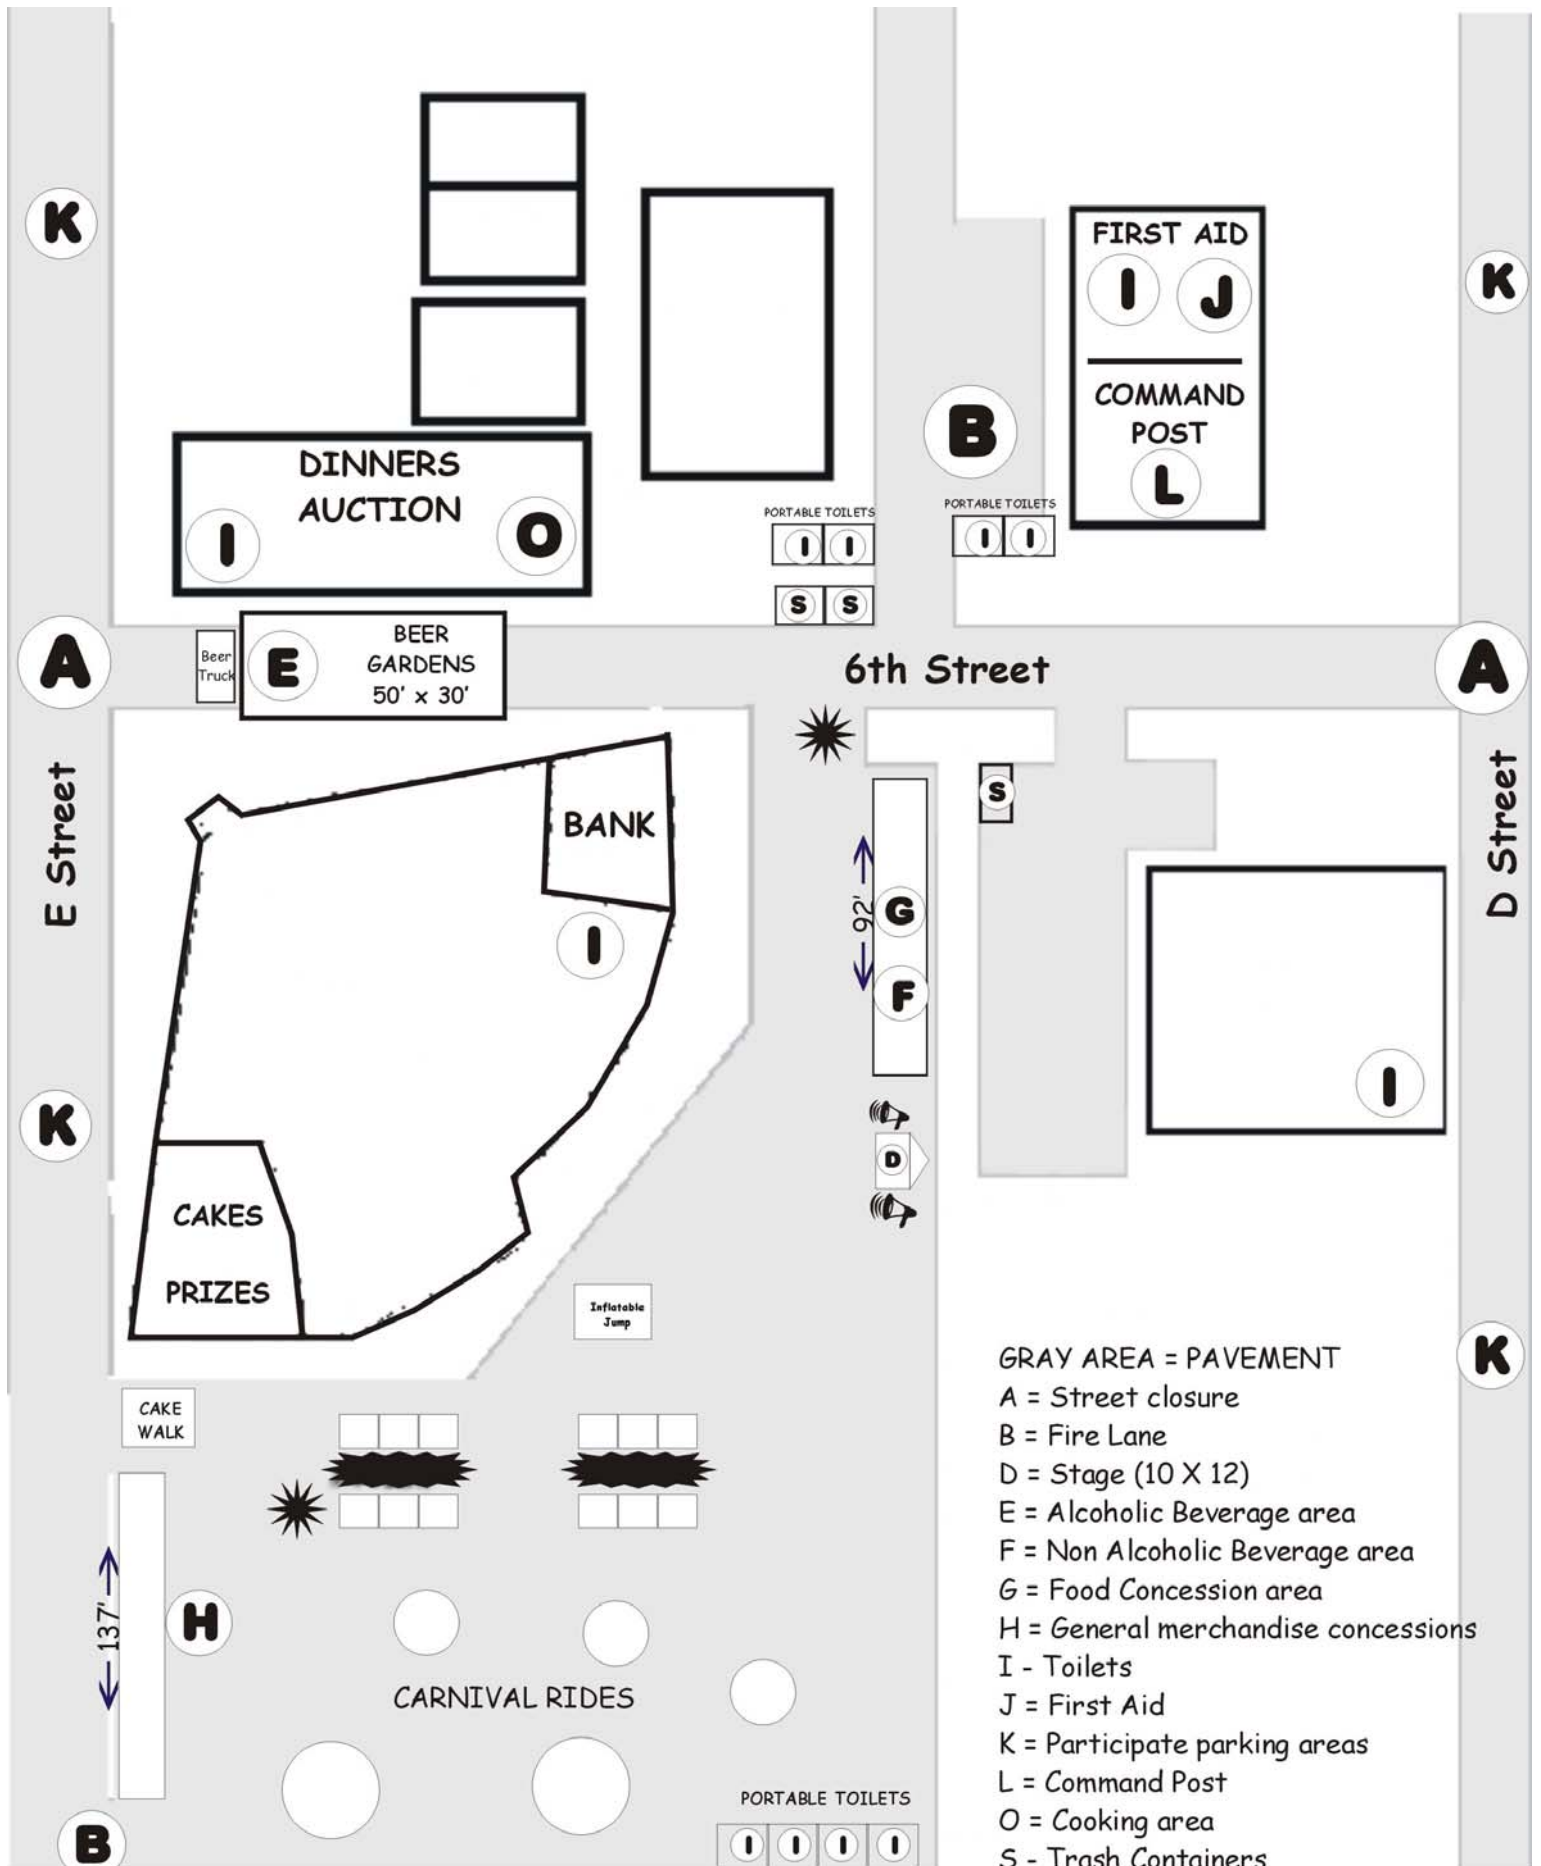 K
FIRST AID
I J
K
COMMAND
POST
L
B
DINNERS
AUCTION
I
O
PORTABLE TOILETS
I I
PORTABLE TOILETS
I I
S S
A
Beer
Truck
E
BEER
GARDENS
50' x 30'
6th Street
A
E Street
D Street
BANK
S
92'
G
F
I
I
K
D
CAKES
PRIZES
Inflatable
Jump
K
CAKE
WALK
137'
H
CARNIVAL RIDES
B
PORTABLE TOILETS
I I I I
GRAY AREA = PAVEMENT
A = Street closure
B = Fire Lane
D = Stage (10 X 12)
E = Alcoholic Beverage area
F = Non Alcoholic Beverage area
G = Food Concession area
H = General merchandise concessions
I - Toilets
J = First Aid
K = Participate parking areas
L = Command Post
O = Cooking area
S - Trash Containers